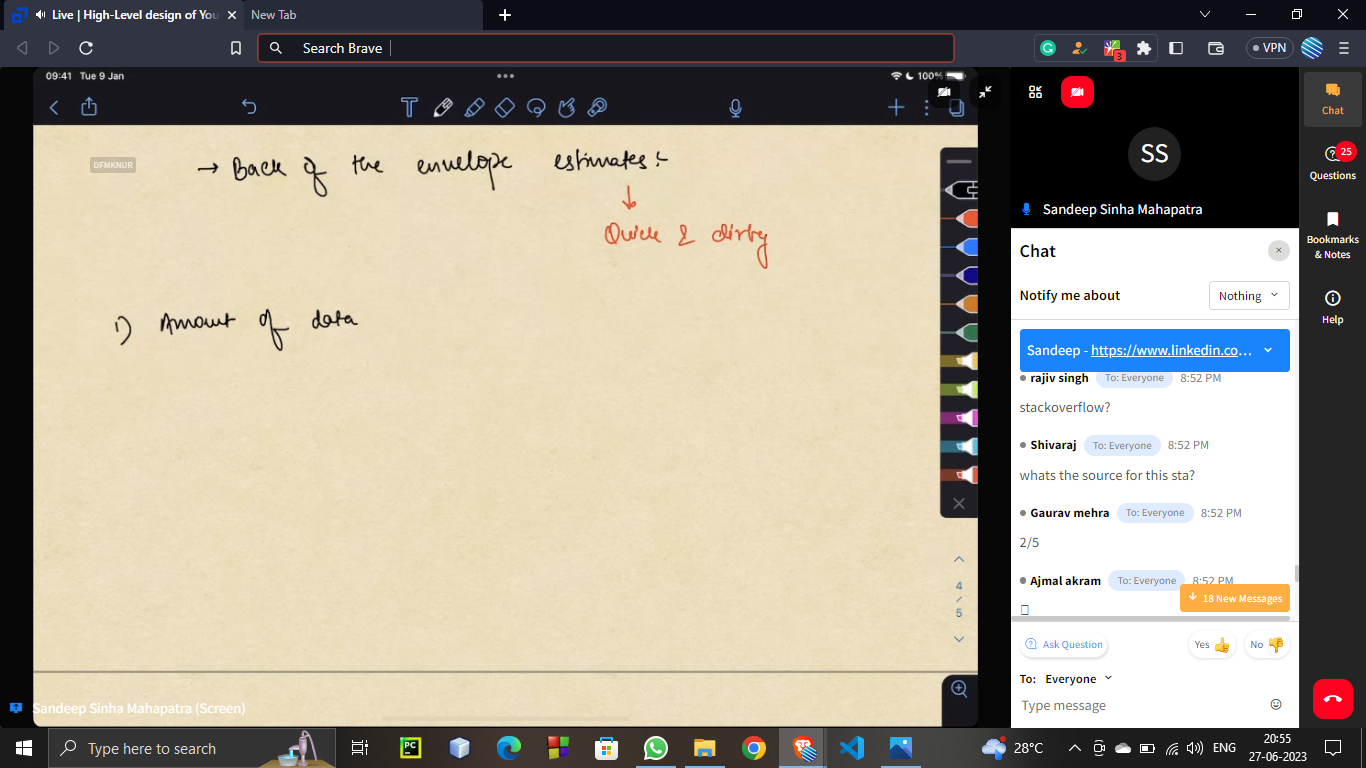 Live | High-Level design of You
New Tab
Search Brave
3
VPN
09:41 Tue 9 Jan
100%
T
DFMKNUR
→ Back of the envelope estimates :-
↓
Quick & dirty
1) Amount of data
4
/
5
Sandeep Sinha Mahapatra (Screen)
SS
Sandeep Sinha Mahapatra
Chat
Notify me about
Nothing
Sandeep - https://www.linkedin.co...
rajiv singh To: Everyone 8:52 PM
stackoverflow?
Shivaraj To: Everyone 8:52 PM
whats the source for this sta?
Gaurav mehra To: Everyone 8:52 PM
2/5
Ajmal akram To: Everyone 8:52 PM
18 New Messages
Ask Question
Yes
No
To: Everyone
Type message
Chat
25
Questions
Bookmarks
& Notes
Help
Type here to search
PC
28°C
ENG
20:55
27-06-2023